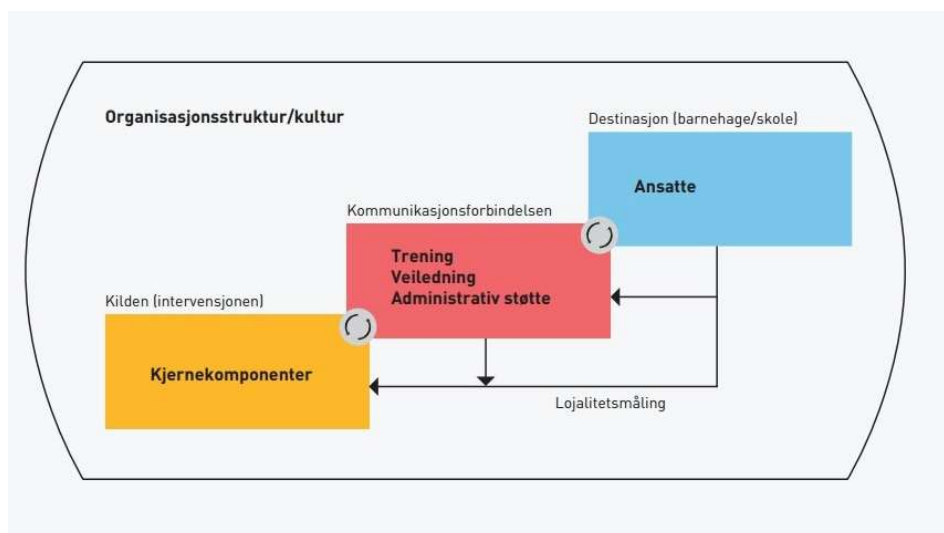 Organisasjonsstruktur/kultur
Destinasjon (barnehage/skole)
Ansatte
Kommunikasjonsforbindelsen
Trening
Veiledning
Administrativ støtte
Kilden (intervensjonen)
Kjernekomponenter
Lojalitetsmåling